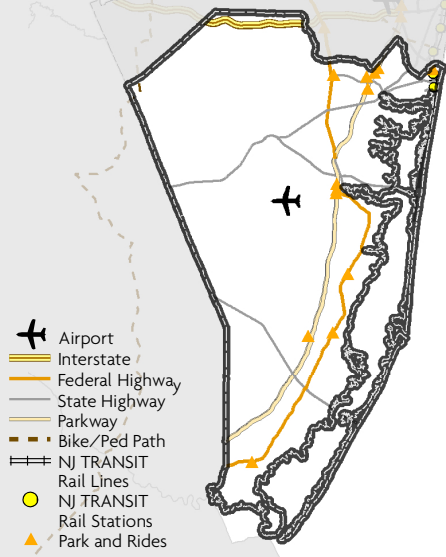 Airport
Interstate
Federal Highway
State Highway
Parkway
Bike/Ped Path
NJ TRANSIT
Rail Lines
NJ TRANSIT
Rail Stations
Park and Rides